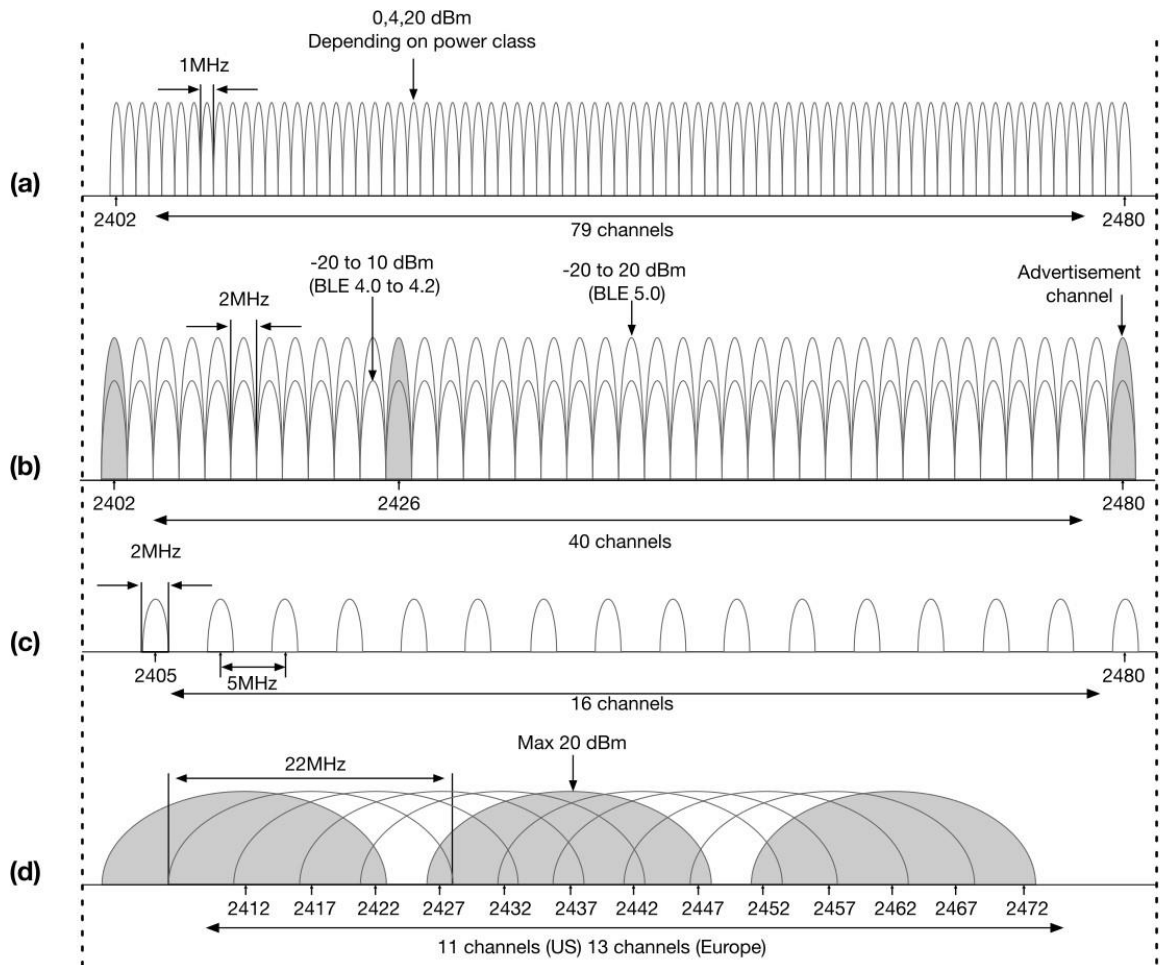 0,4,20 dBm
Depending on power class
1MHz
(a)
2402
2480
79 channels
-20 to 10 dBm
(BLE 4.0 to 4.2)
-20 to 20 dBm
(BLE 5.0)
Advertisement
channel
2MHz
(b)
2402
2426
2480
40 channels
2MHz
(c)
2405
2480
5MHz
16 channels
Max 20 dBm
22MHz
(d)
2412 2417 2422 2427 2432 2437 2442 2447 2452 2457 2462 2467 2472
11 channels (US) 13 channels (Europe)